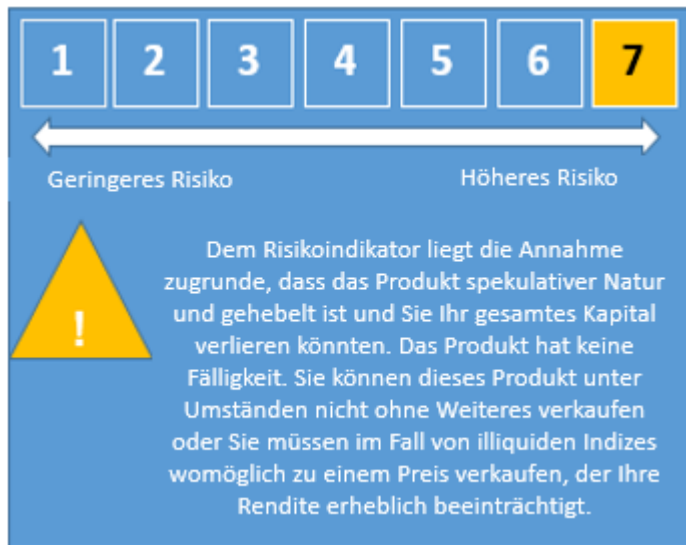 1 2 3 4 5 6 7
Geringeres Risiko Höheres Risiko
Dem Risikoindikator liegt die Annahme
zugrunde, dass das Produkt spekulativer Natur
und gehebelt ist und Sie Ihr gesamtes Kapital
verlieren könnten. Das Produkt hat keine
Fälligkeit. Sie können dieses Produkt unter
Umständen nicht ohne Weiteres verkaufen
oder Sie müssen im Fall von illiquiden Indizes
womöglich zu einem Preis verkaufen, der Ihre
Rendite erheblich beeinträchtigt.
!